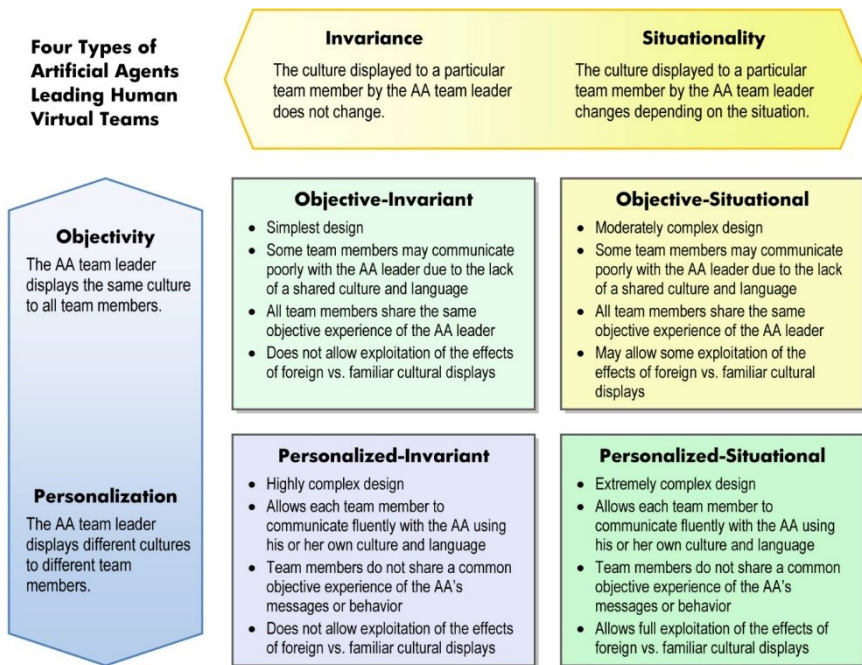 Four Types of
Artificial Agents
Leading Human
Virtual Teams
Invariance
The culture displayed to a particular
team member by the AA team leader
does not change.
Situationality
The culture displayed to a particular
team member by the AA team leader
changes depending on the situation.
Objectivity
The AA team leader
displays the same culture
to all team members.
Objective-Invariant
• Simplest design
• Some team members may communicate
poorly with the AA leader due to the lack
of a shared culture and language
• All team members share the same
objective experience of the AA leader
• Does not allow exploitation of the effects
of foreign vs. familiar cultural displays
Objective-Situational
• Moderately complex design
• Some team members may communicate
poorly with the AA leader due to the lack
of a shared culture and language
• All team members share the same
objective experience of the AA leader
• May allow some exploitation of the
effects of foreign vs. familiar cultural
displays
Personalization
The AA team leader
displays different cultures
to different team
members.
Personalized-Invariant
• Highly complex design
• Allows each team member to
communicate fluently with the AA using
his or her own culture and language
• Team members do not share a common
objective experience of the AA's
messages or behavior
• Does not allow exploitation of the effects
of foreign vs. familiar cultural displays
Personalized-Situational
• Extremely complex design
• Allows each team member to
communicate fluently with the AA using
his or her own culture and language
• Team members do not share a common
objective experience of the AA's
messages or behavior
• Allows full exploitation of the effects of
foreign vs. familiar cultural displays